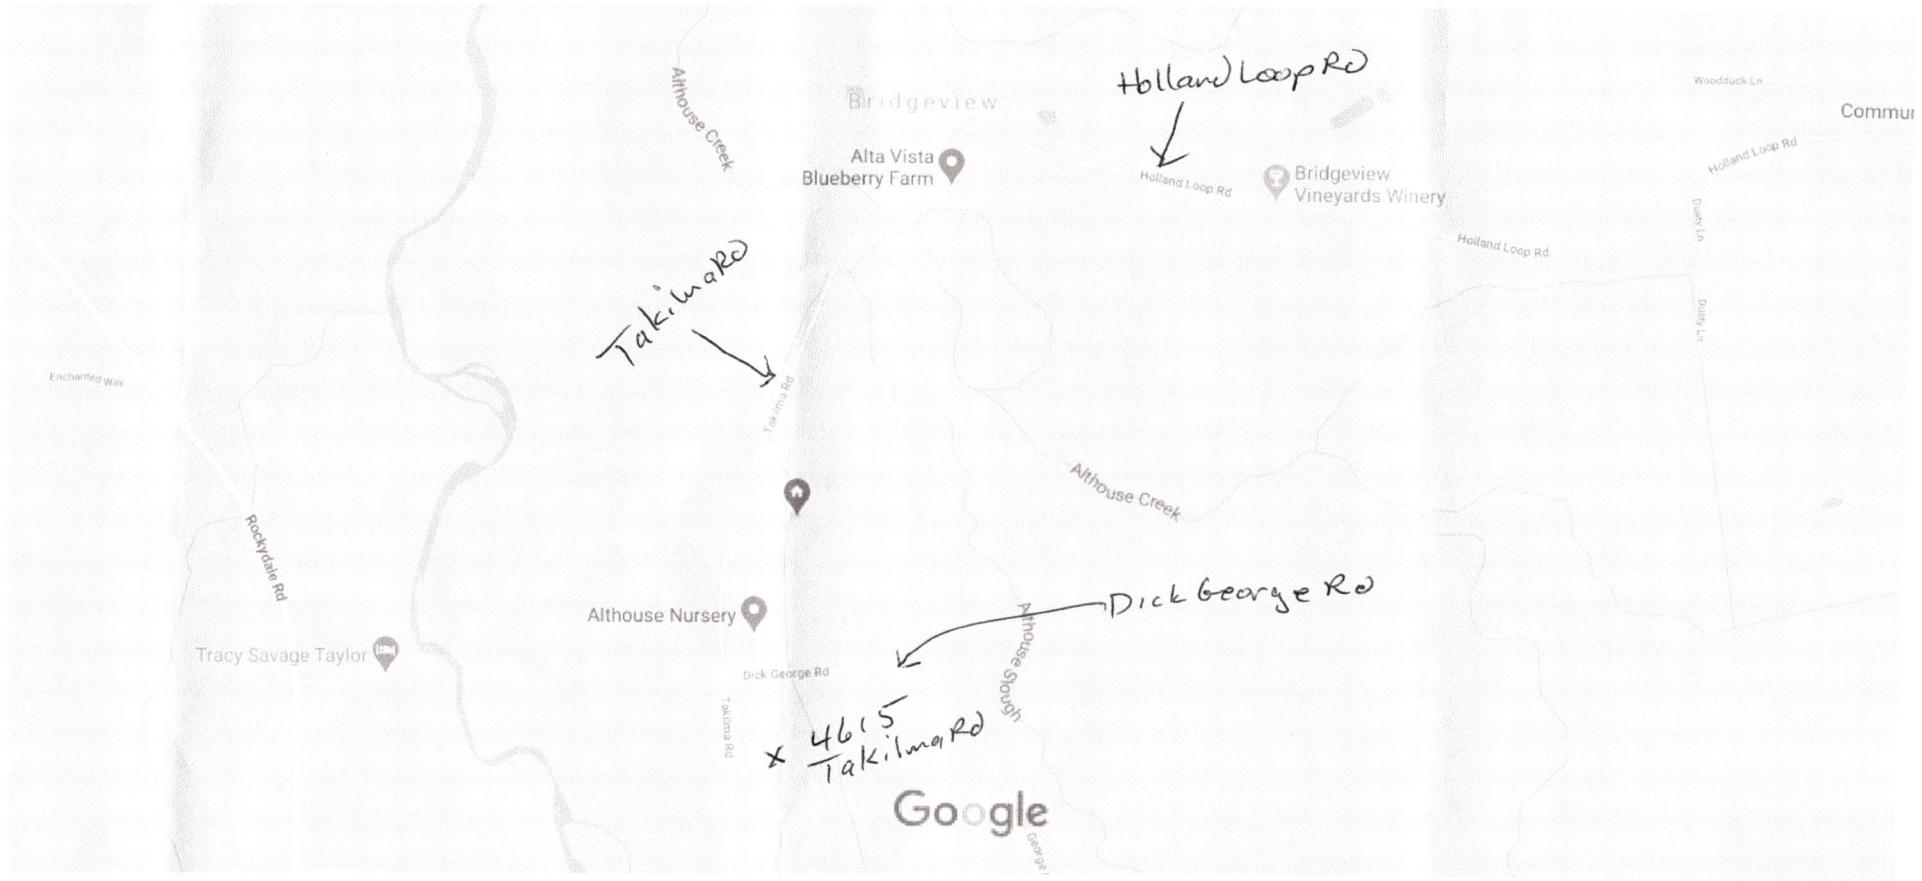 Holland Loop Rd
Woodduck Ln
Commun
Althouse Creek
Bridgeview
Alta Vista
Blueberry Farm
Holland Loop Rd
Bridgeview
Vineyards Winery
Holland Loop Rd
Dusty Ln
Holland Loop Rd
Takilma Rd
Dusty Ln
Enchanted Way
Takilma Rd
Althouse Creek
Rockydale Rd
Dick George Rd
Althouse Nursery
Althouse Slough
Tracy Savage Taylor
Dick George Rd
Takilma Rd
x 4615
Takilma Rd
Google
George